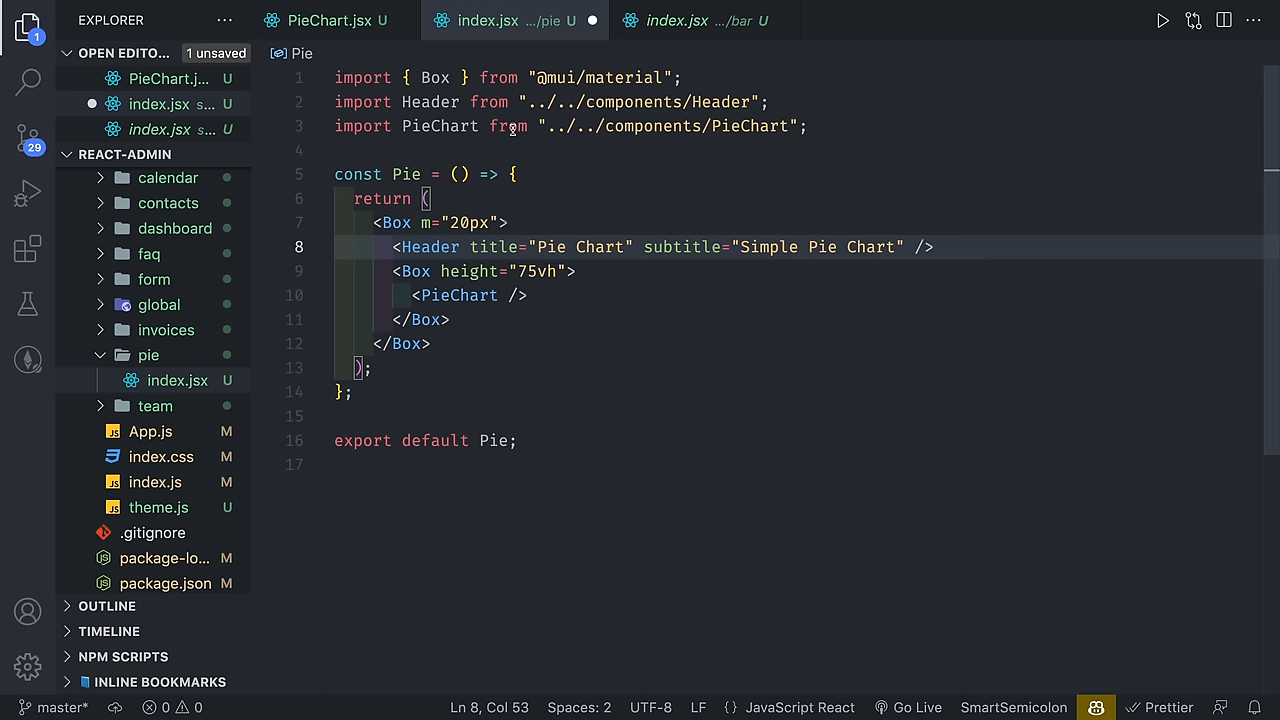 EXPLORER
PieChart.jsx U
index.jsx .../pie U
index.jsx .../bar U
1
OPEN EDITO... 1 unsaved
Pie
PieChart.j... U
index.jsx s... U
index.jsx s... U
REACT-ADMIN
29
calendar
contacts
dashboard
faq
form
global
invoices
pie
index.jsx U
team
App.js M
index.css M
index.js M
theme.js U
.gitignore
package-lo... M
package.json M
OUTLINE
TIMELINE
NPM SCRIPTS
INLINE BOOKMARKS
1 import { Box } from "@mui/material";
2 import Header from "../../components/Header";
3 import PieChart from "../../components/PieChart";
4
5 const Pie = () => {
6 return (
7 <Box m="20px">
8 <Header title="Pie Chart" subtitle="Simple Pie Chart" />
9 <Box height="75vh">
10 <PieChart />
11 </Box>
12 </Box>
13 );
14 };
15
16 export default Pie;
17
master* 0 0 Ln 8, Col 53 Spaces: 2 UTF-8 LF {} JavaScript React Go Live SmartSemicolon Prettier